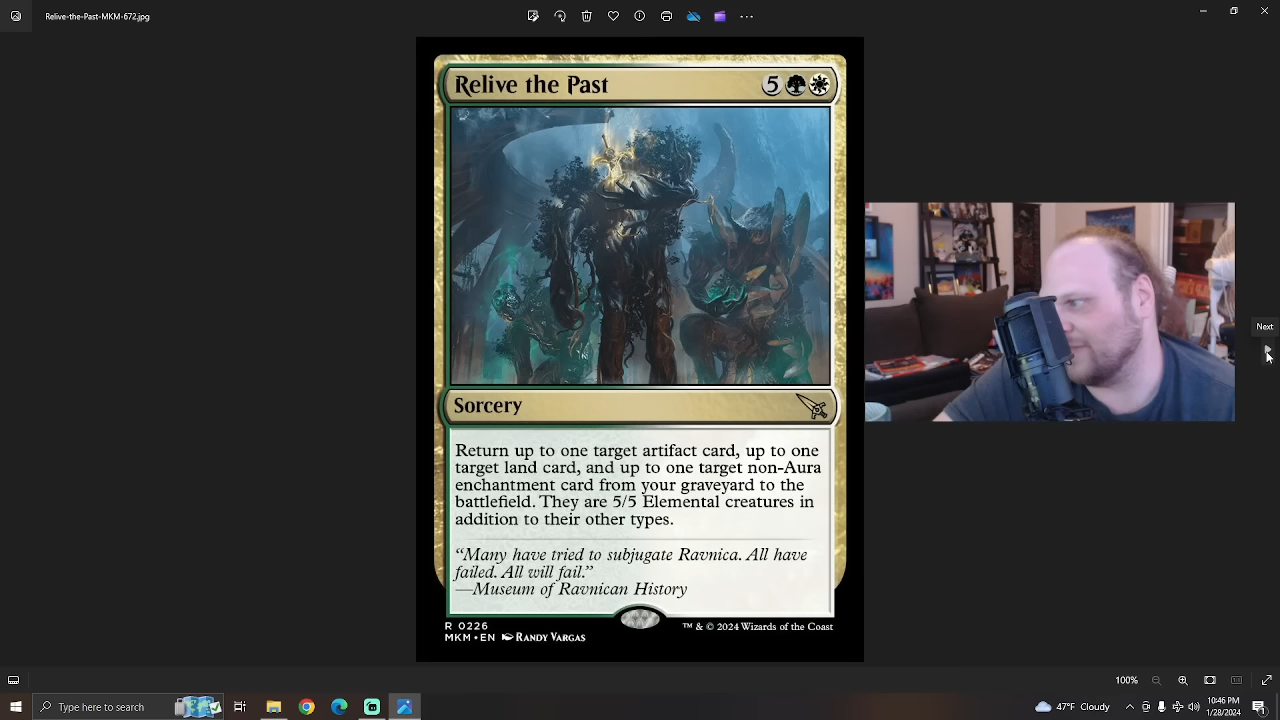 Relive-the-Past-MKM-672.jpg
Relive the Past
5
Sorcery
Return up to one target artifact card, up to one
target land card, and up to one target non-Aura
enchantment card from your graveyard to the
battlefield. They are 5/5 Elemental creatures in
addition to their other types.
“Many have tried to subjugate Ravnica. All have
failed. All will fail.”
—Museum of Ravnican History
R 0226
MKM • EN RANDY VARGAS
™ & © 2024 Wizards of the Coast
100%
Type here to search
47°F Cloudy
10:46 PM
1/28/2024